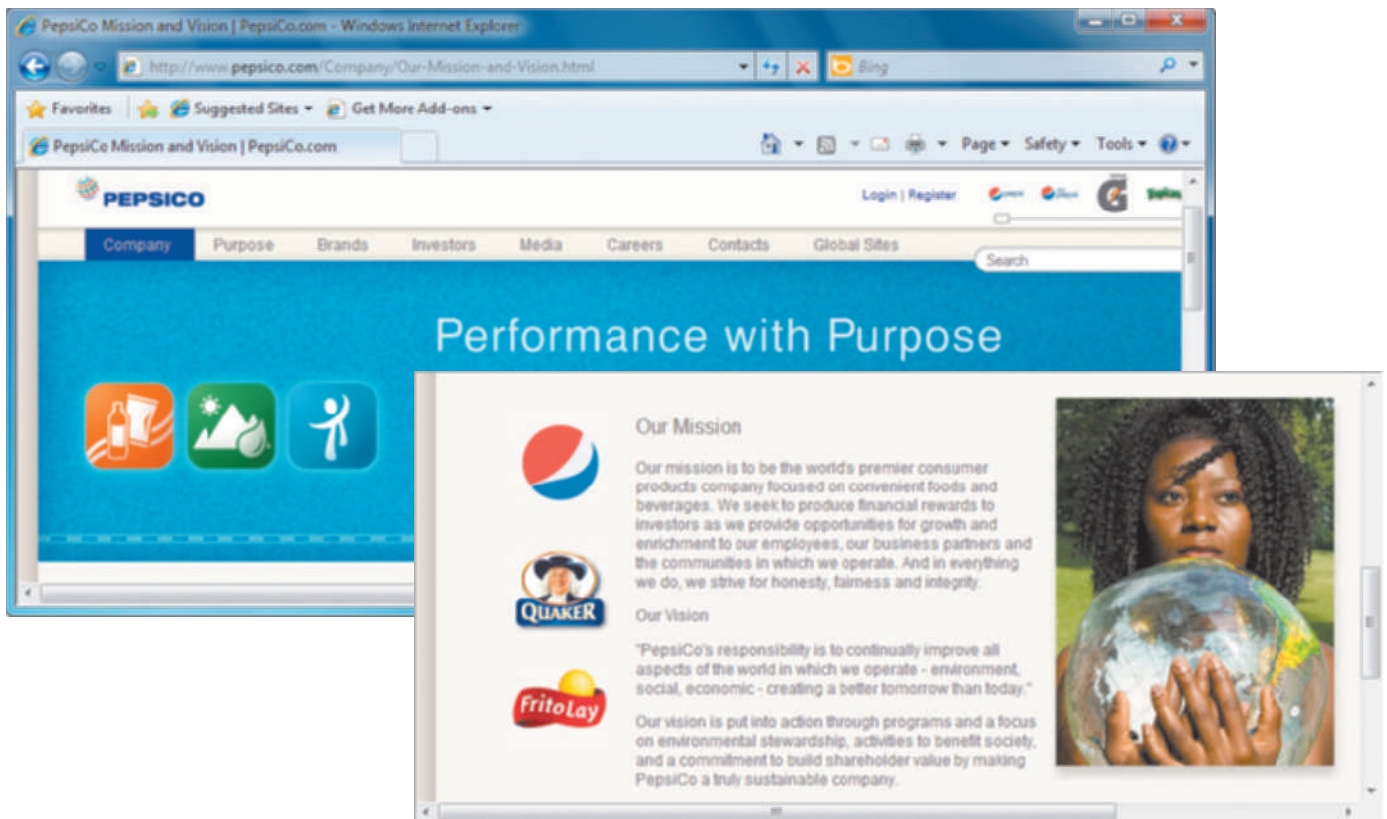 PepsiCo Mission and Vision | PepsiCo.com - Windows Internet Explorer
http://www.pepsico.com/Company/Our-Mission-and-Vision.html
Bing
Favorites Suggested Sites Get More Add-ons
PepsiCo Mission and Vision | PepsiCo.com
Page Safety Tools
PEPSICO
Login | Register
G
Company Purpose Brands Investors Media Careers Contacts Global Sites
Search
Performance with Purpose
Our Mission
Our mission is to be the world's premier consumer
products company focused on convenient foods and
beverages. We seek to produce financial rewards to
investors as we provide opportunities for growth and
enrichment to our employees, our business partners and
the communities in which we operate. And in everything
we do, we strive for honesty, fairness and integrity.
QUAKER
Our Vision
"PepsiCo's responsibility is to continually improve all
aspects of the world in which we operate - environment,
social, economic - creating a better tomorrow than today."
FritoLay
Our vision is put into action through programs and a focus
on environmental stewardship, activities to benefit society,
and a commitment to build shareholder value by making
PepsiCo a truly sustainable company.